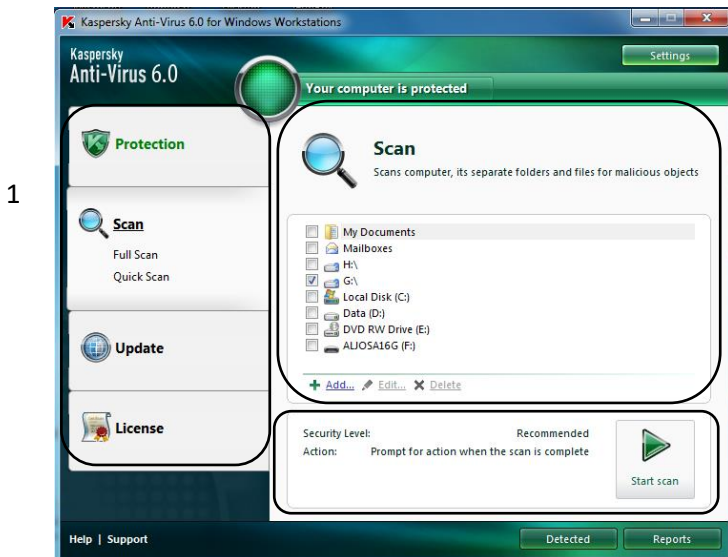 Kaspersky Anti-Virus 6.0 for Windows Workstations
Kaspersky
Anti-Virus 6.0
Settings
Your computer is protected
1
Protection
Scan
Full Scan
Quick Scan
Update
License
Scan
Scans computer, its separate folders and files for malicious objects
My Documents
Mailboxes
H:\
G:\
Local Disk (C:)
Data (D:)
DVD RW Drive (E:)
ALJOSA16G (F:)
Add... Edit... Delete
Security Level: Recommended
Action: Prompt for action when the scan is complete
Start scan
Help | Support
Detected
Reports